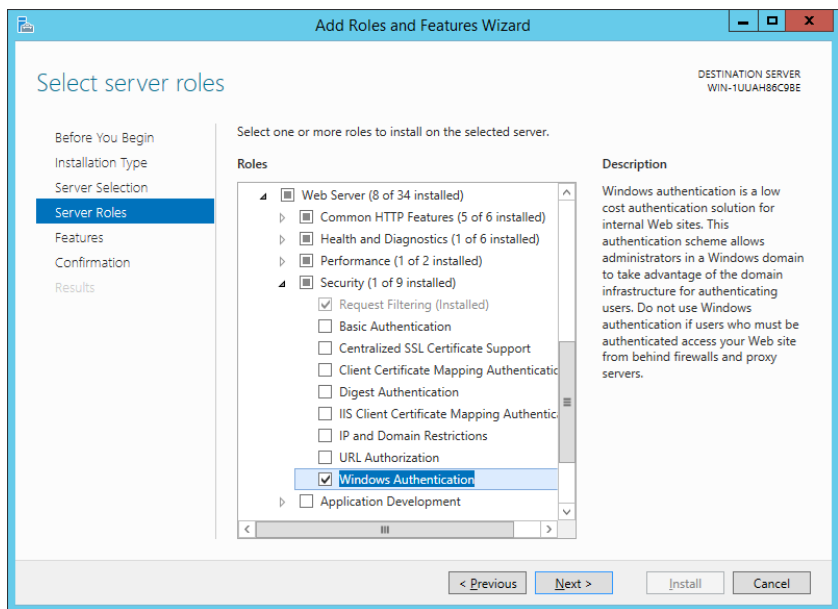 Add Roles and Features Wizard
Select server roles
DESTINATION SERVER
WIN-1UUAH86C9BE
Before You Begin
Installation Type
Server Selection
Server Roles
Features
Confirmation
Results
Select one or more roles to install on the selected server.
Roles
Web Server (8 of 34 installed)
Common HTTP Features (5 of 6 installed)
Health and Diagnostics (1 of 6 installed)
Performance (1 of 2 installed)
Security (1 of 9 installed)
Request Filtering (Installed)
Basic Authentication
Centralized SSL Certificate Support
Client Certificate Mapping Authentic
Digest Authentication
IIS Client Certificate Mapping Authentic
IP and Domain Restrictions
URL Authorization
Windows Authentication
Application Development
Description
Windows authentication is a low
cost authentication solution for
internal Web sites. This
authentication scheme allows
administrators in a Windows domain
to take advantage of the domain
infrastructure for authenticating
users. Do not use Windows
authentication if users who must be
authenticated access your Web site
from behind firewalls and proxy
servers.
< Previous
Next >
Install
Cancel